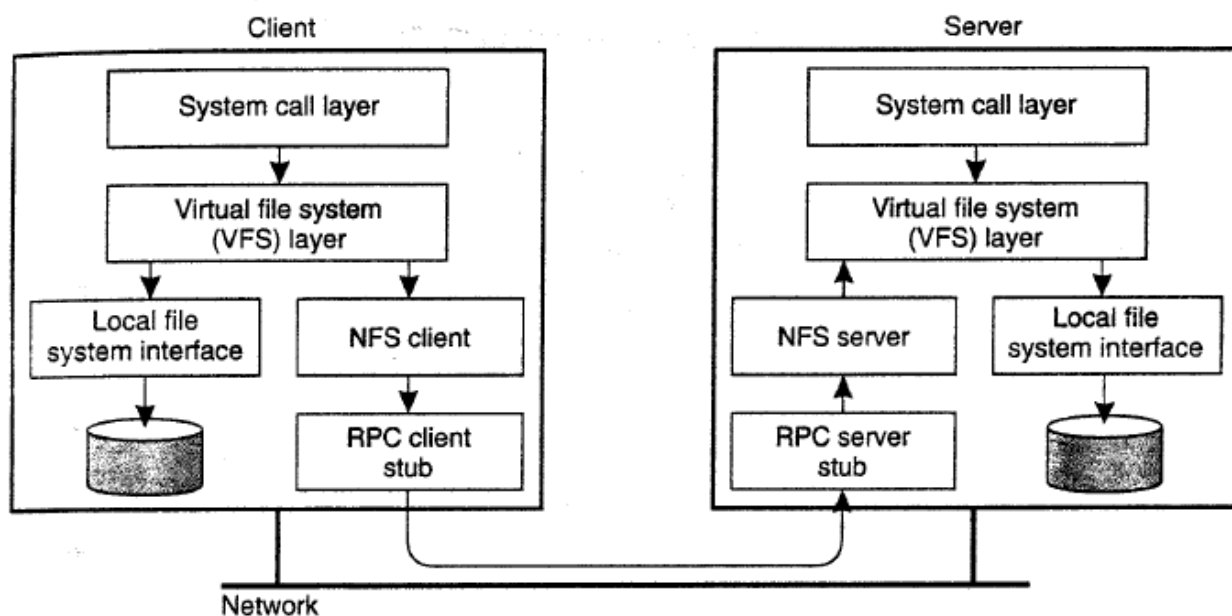 Client
System call layer
Virtual file system
(VFS) layer
Local file
system interface
NFS client
RPC client
stub
Server
System call layer
Virtual file system
(VFS) layer
NFS server
Local file
system interface
RPC server
stub
Network